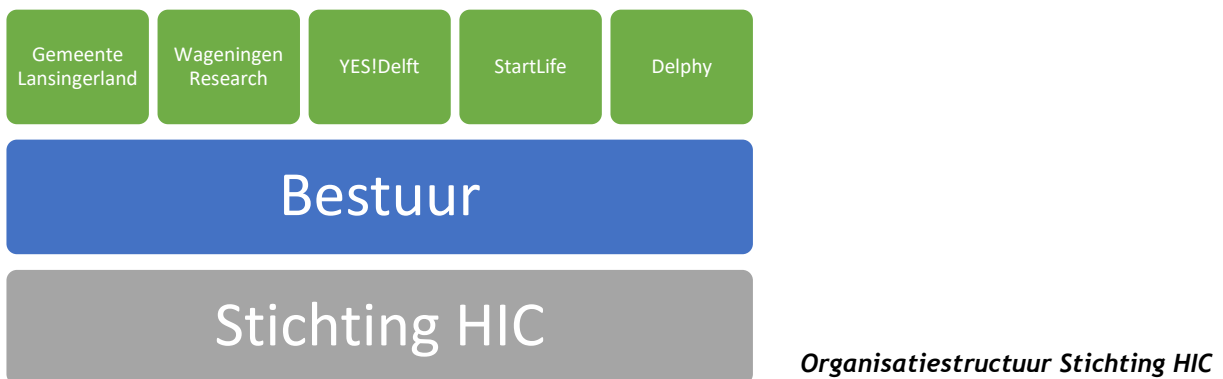 Gemeente
Lansingerland
Wageningen
Research
YES!Delft
StartLife
Delphy
Bestuur
Stichting HIC
Organisatiestructuur Stichting HIC